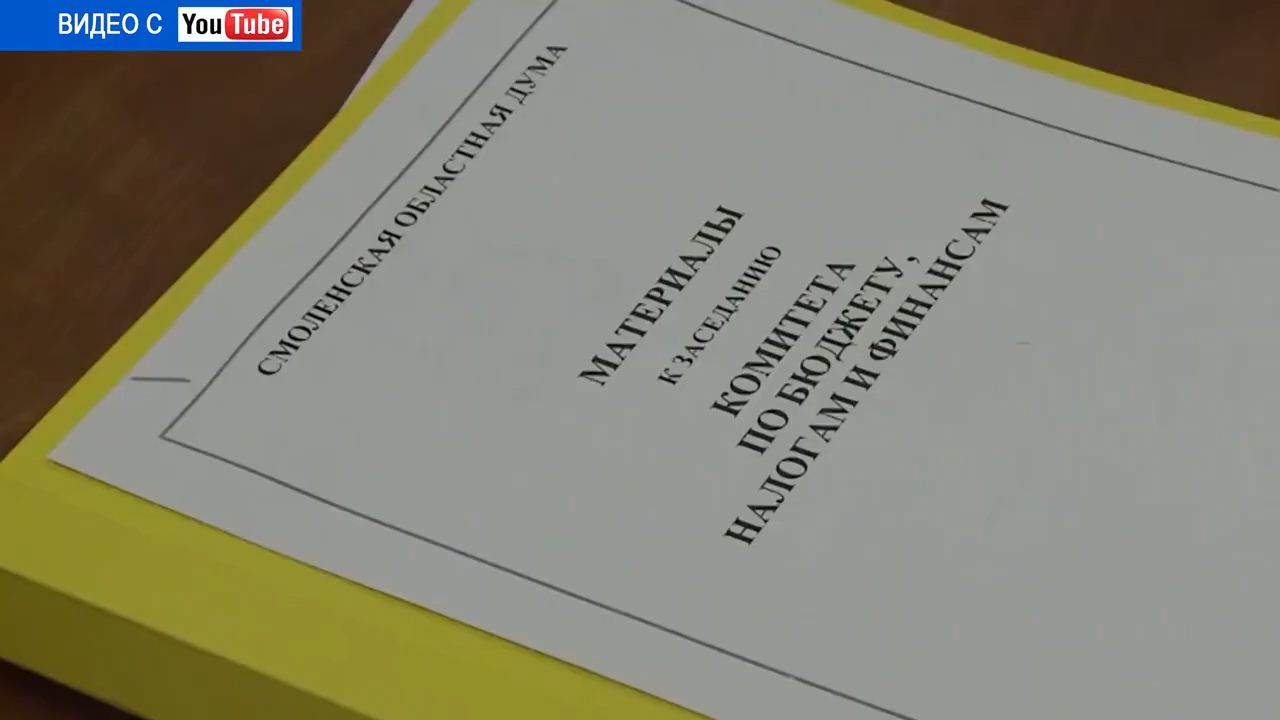 ВИДЕО С YouTube
СМОЛЕНСКАЯ ОБЛАСТНАЯ ДУМА
МАТЕРИАЛЫ
К ЗАСЕДАНИЮ
КОМИТЕТА
ПО БЮДЖЕТУ,
НАЛОГАМ И ФИНАНСАМ